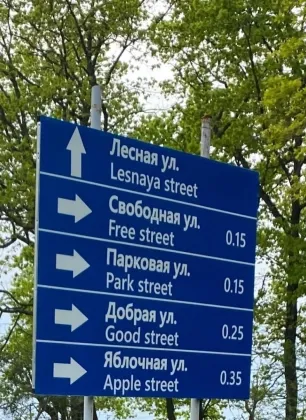 Лесная ул.
Lesnaya street
Свободная ул.
Free street 0.15
Парковая ул.
Park street 0.15
Добрая ул.
Good street 0.25
Яблочная ул.
Apple street 0.35